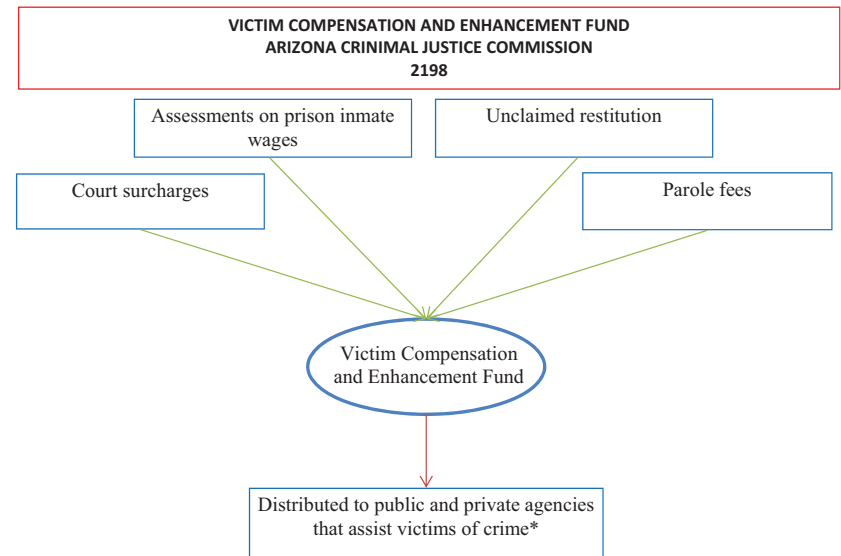 VICTIM COMPENSATION AND ENHANCEMENT FUND
ARIZONA CRINIMAL JUSTICE COMMISSION
2198
Assessments on prison inmate
wages
Unclaimed restitution
Court surcharges
Parole fees
Victim Compensation
and Enhancement Fund
Distributed to public and private agencies
that assist victims of crime*